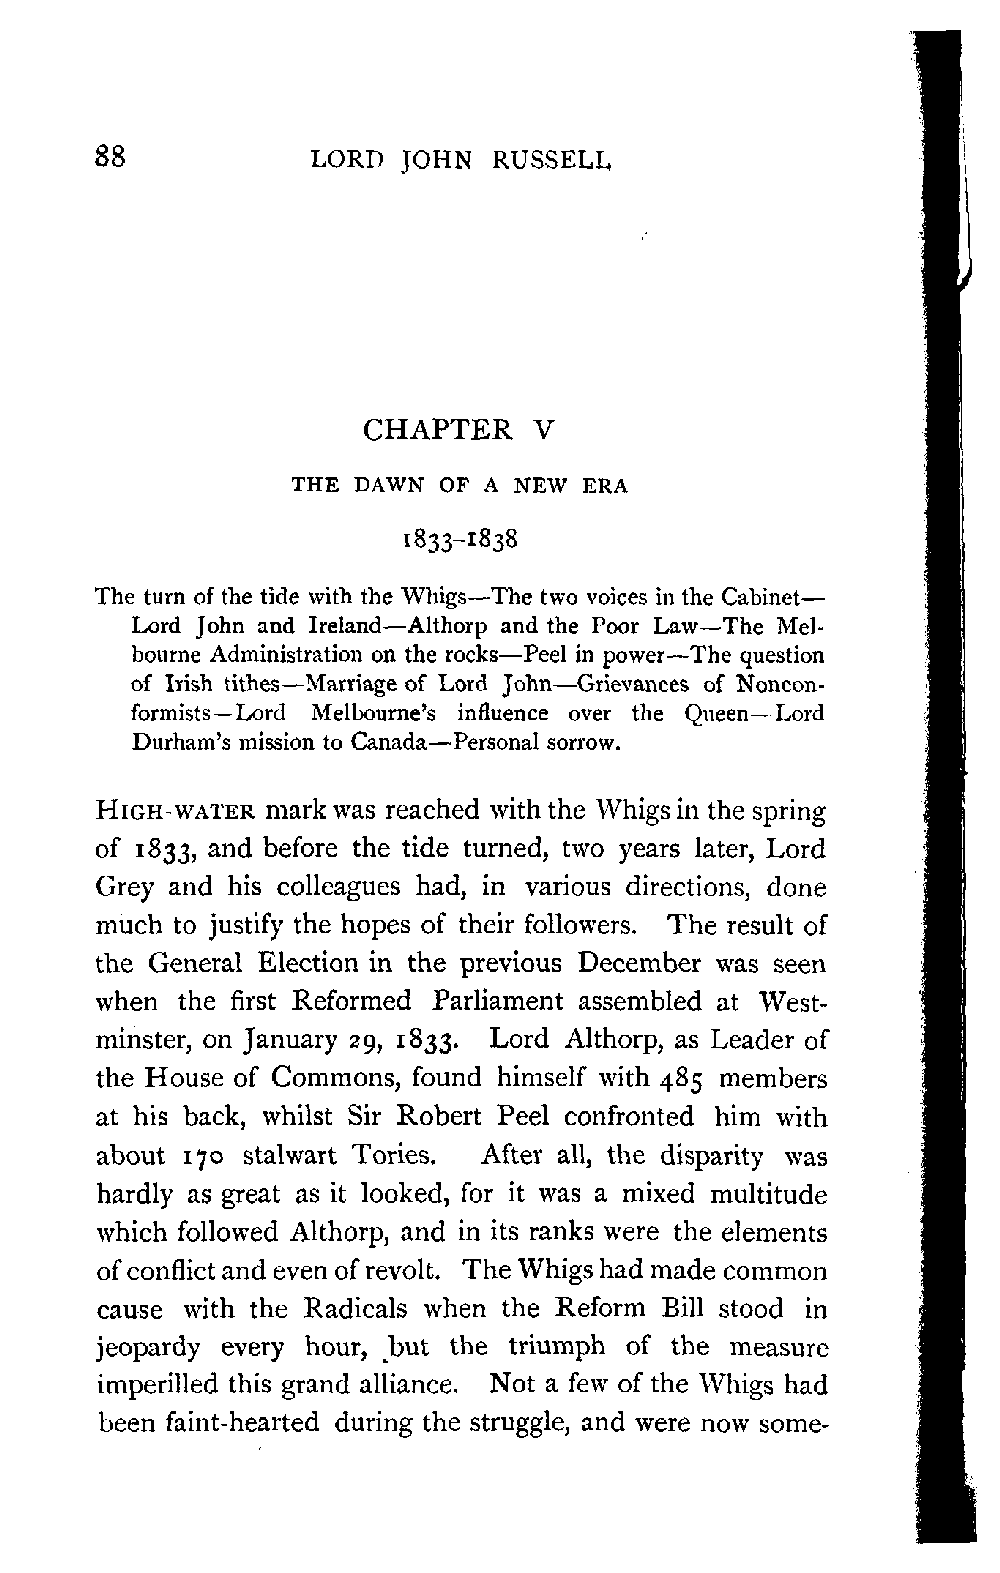 88 LORD JOHN RUSSELL
CHAPTER V
THE DAWN OF A NEW ERA
1833–1838
The turn of the tide with the Whigs—The two voices in the Cabinet—
Lord John and Ireland—Althorp and the Poor Law—The Mel-
bourne Administration on the rocks—Peel in power—The question
of Irish tithes—Marriage of Lord John—Grievances of Noncon-
formists—Lord Melbourne's influence over the Queen—Lord
Durham's mission to Canada—Personal sorrow.
HIGH-WATER mark was reached with the Whigs in the spring
of 1833, and before the tide turned, two years later, Lord
Grey and his colleagues had, in various directions, done
much to justify the hopes of their followers. The result of
the General Election in the previous December was seen
when the first Reformed Parliament assembled at West-
minster, on January 29, 1833. Lord Althorp, as Leader of
the House of Commons, found himself with 485 members
at his back, whilst Sir Robert Peel confronted him with
about 170 stalwart Tories. After all, the disparity was
hardly as great as it looked, for it was a mixed multitude
which followed Althorp, and in its ranks were the elements
of conflict and even of revolt. The Whigs had made common
cause with the Radicals when the Reform Bill stood in
jeopardy every hour, but the triumph of the measure
imperilled this grand alliance. Not a few of the Whigs had
been faint-hearted during the struggle, and were now some-